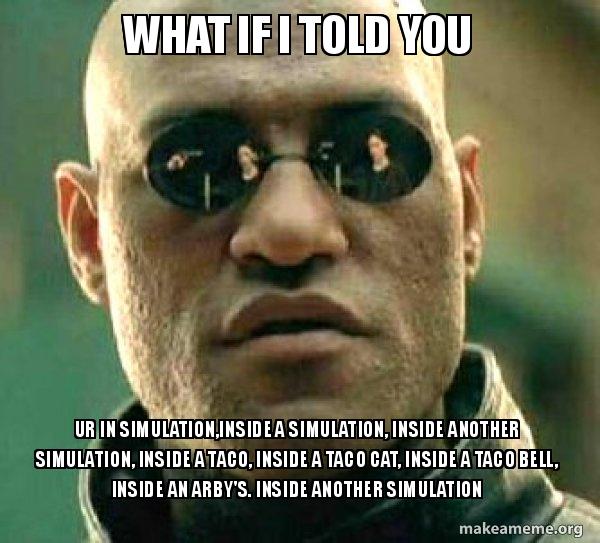 WHAT IF I TOLD YOU
UR IN SIMULATION,INSIDE A SIMULATION, INSIDE ANOTHER
SIMULATION, INSIDE A TACO, INSIDE A TACO CAT, INSIDE A TACO BELL,
INSIDE AN ARBY'S. INSIDE ANOTHER SIMULATION
makeameme.org